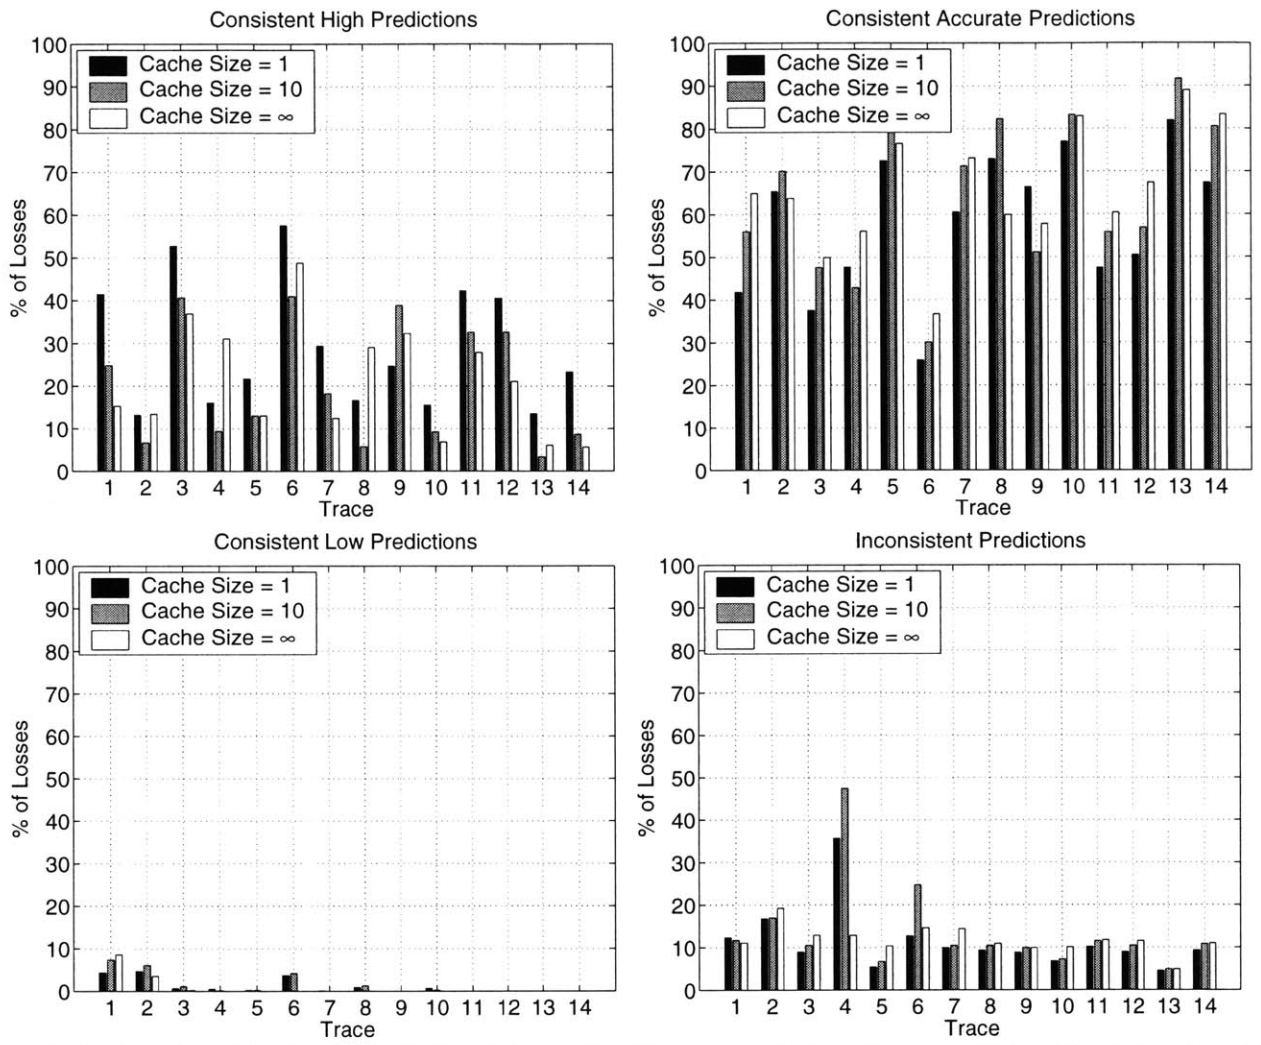 Consistent High Predictions
100
90
80
70
60
50
40
30
20
10
0
% of Losses
Cache Size = 1
Cache Size = 10
Cache Size = ∞
1 2 3 4 5 6 7 8 9 10 11 12 13 14
Trace
Consistent Accurate Predictions
100
90
80
70
60
50
40
30
20
10
0
% of Losses
Cache Size = 1
Cache Size = 10
Cache Size = ∞
1 2 3 4 5 6 7 8 9 10 11 12 13 14
Trace
Consistent Low Predictions
100
90
80
70
60
50
40
30
20
10
0
% of Losses
Cache Size = 1
Cache Size = 10
Cache Size = ∞
1 2 3 4 5 6 7 8 9 10 11 12 13 14
Trace
Inconsistent Predictions
100
90
80
70
60
50
40
30
20
10
0
% of Losses
Cache Size = 1
Cache Size = 10
Cache Size = ∞
1 2 3 4 5 6 7 8 9 10 11 12 13 14
Trace